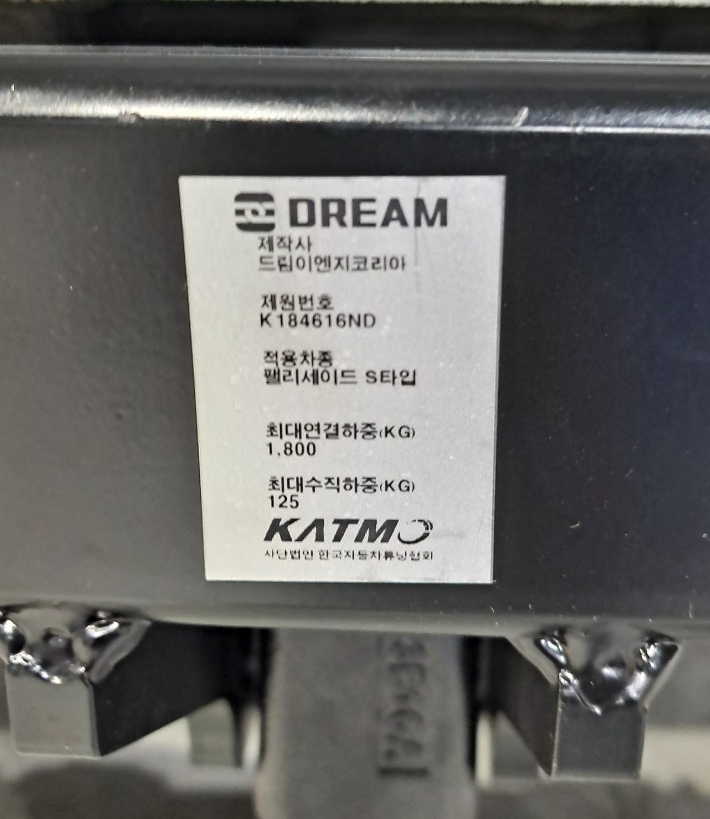 DREAM
제작사
드림이엔지코리아
제원번호
K184616ND
적용차종
팰리세이드 S타입
최대연결하중(KG)
1,800
최대수직하중(KG)
125
KATMO
사단법인 한국자동차튜닝협회